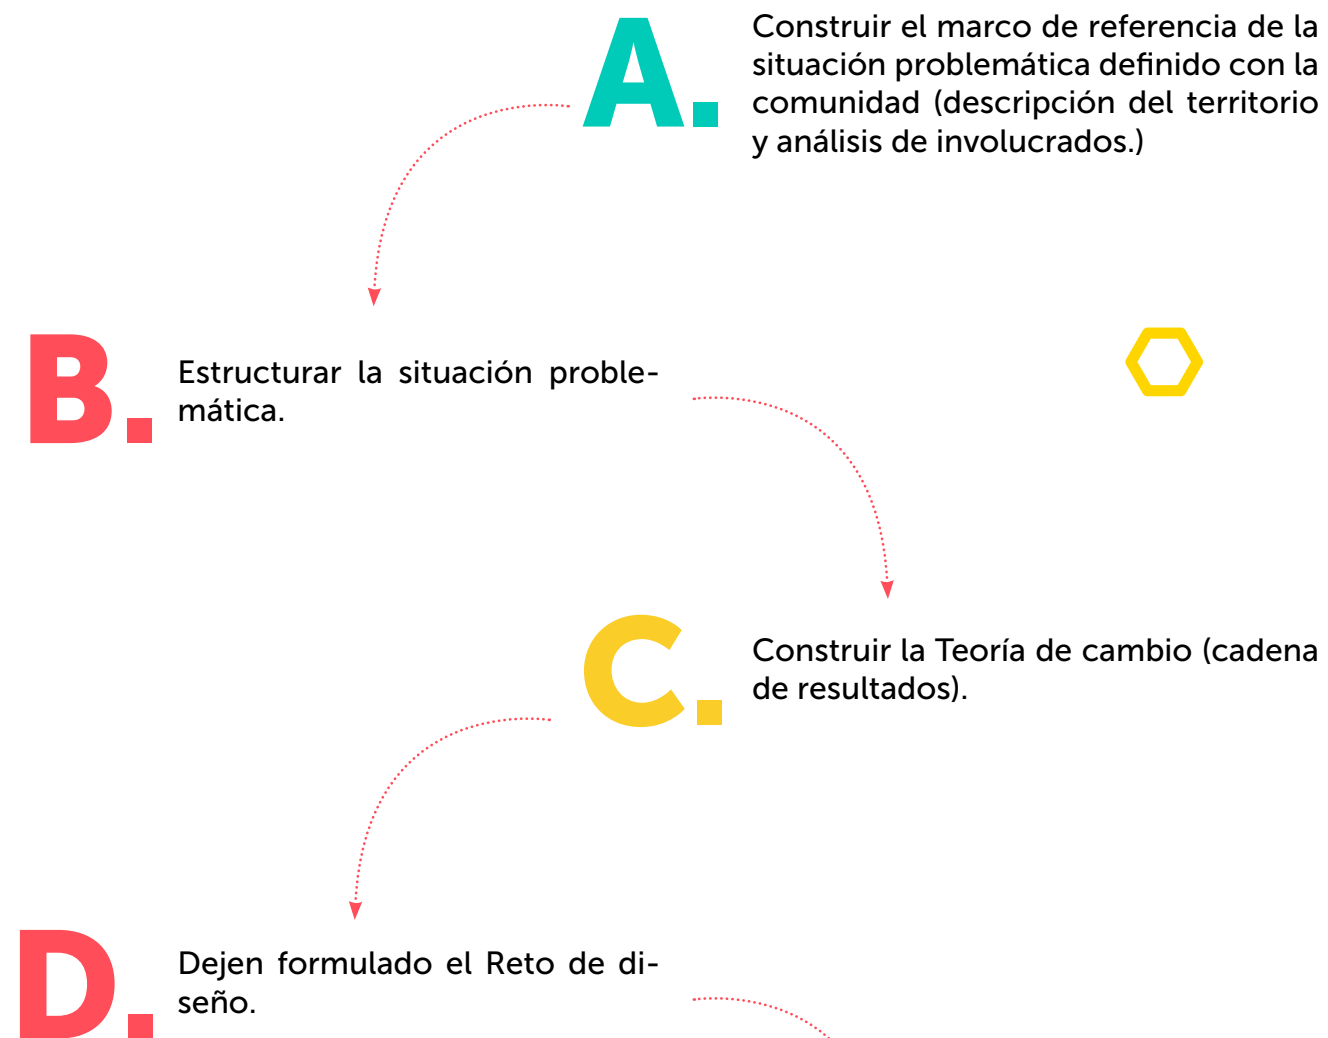 A.
Construir el marco de referencia de la
situación problemática definido con la
comunidad (descripción del territorio
y análisis de involucrados.)
B.
Estructurar la situación proble-
mática.
C.
Construir la Teoría de cambio (cadena
de resultados).
D.
Dejen formulado el Reto de di-
seño.